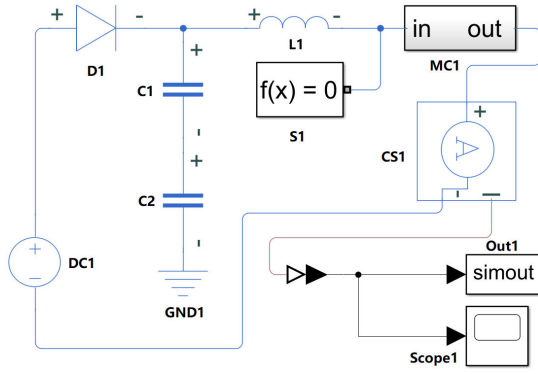 + - + - in out
D1 + L1 MC1
C1 f(x) = 0 +
- S1 CS1 A
+
C2 - I
-
+
DC1 Out1
- simout
GND1
Scope1